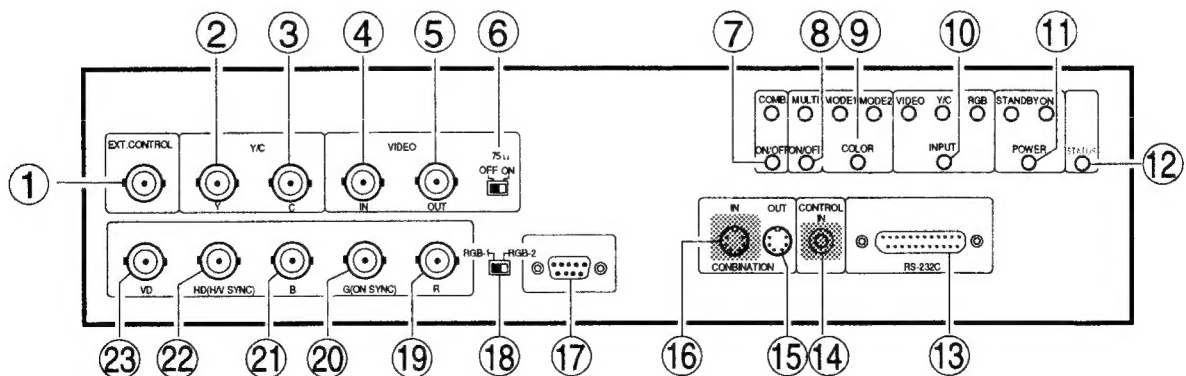 ② ③ ④ ⑤ ⑥ ⑦ ⑧ ⑨ ⑩ ⑪
COMB. MULTI MODE1 MODE2 VIDEO Y/C RGB STANDBY ON
EXT.CONTROL Y/C VIDEO 75Ω
OFF ON
ON/OFF ON/OFF COLOR INPUT POWER STATUS
① ⑫
Y C IN OUT
IN OUT CONTROL
IN
RGB-1 RGB-2
COMBINATION RS-232C
VD HD(H/V SYNC) B G(ON SYNC) R
㉓ ㉒ ㉑ ⑳ ⑲ ⑱ ⑰ ⑯ ⑮ ⑭ ⑬